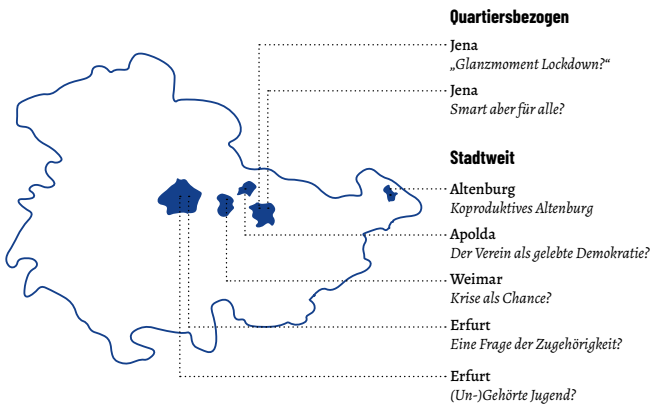 Quartiersbezogen
Jena
„Glanzmoment Lockdown?“
Jena
Smart aber für alle?
Stadtweit
Altenburg
Koproduktives Altenburg
Apolda
Der Verein als gelebte Demokratie?
Weimar
Krise als Chance?
Erfurt
Eine Frage der Zugehörigkeit?
Erfurt
(Un-)Gehörte Jugend?